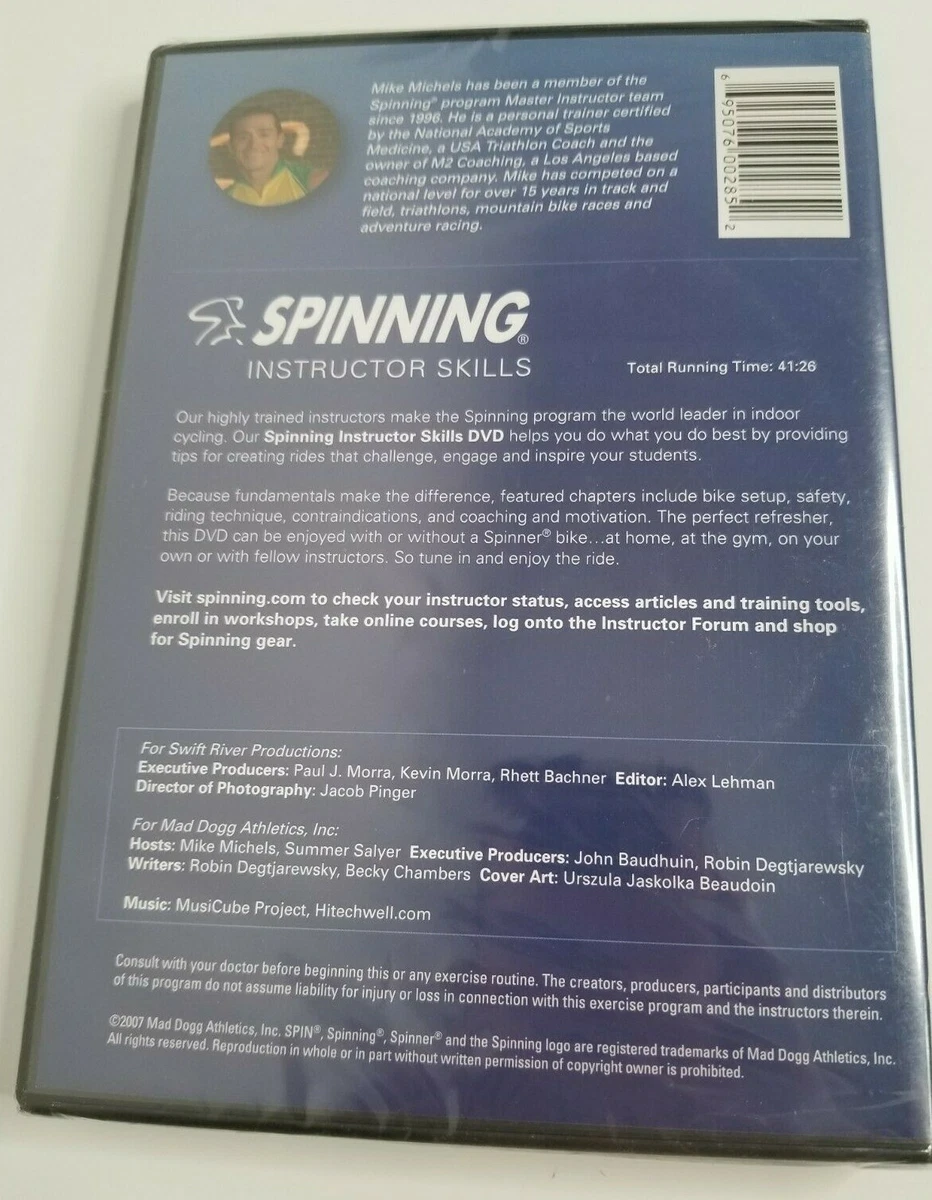 Mike Michels has been a member of the
Spinning® program Master Instructor team
since 1996. He is a personal trainer certified
by the National Academy of Sports
Medicine, a USA Triathlon Coach and the
owner of M2 Coaching, a Los Angeles based
coaching company. Mike has competed on a
national level for over 15 years in track and
field, triathlons, mountain bike races and
adventure racing.
6 95076 00285 2
SPINNING®
INSTRUCTOR SKILLS
Total Running Time: 41:26
Our highly trained instructors make the Spinning program the world leader in indoor
cycling. Our Spinning Instructor Skills DVD helps you do what you do best by providing
tips for creating rides that challenge, engage and inspire your students.
Because fundamentals make the difference, featured chapters include bike setup, safety,
riding technique, contraindications, and coaching and motivation. The perfect refresher,
this DVD can be enjoyed with or without a Spinner® bike...at home, at the gym, on your
own or with fellow instructors. So tune in and enjoy the ride.
Visit spinning.com to check your instructor status, access articles and training tools,
enroll in workshops, take online courses, log onto the Instructor Forum and shop
for Spinning gear.
For Swift River Productions:
Executive Producers: Paul J. Morra, Kevin Morra, Rhett Bachner Editor: Alex Lehman
Director of Photography: Jacob Pinger
For Mad Dogg Athletics, Inc:
Hosts: Mike Michels, Summer Salyer Executive Producers: John Baudhuin, Robin Degtjarewsky
Writers: Robin Degtjarewsky, Becky Chambers Cover Art: Urszula Jaskolka Beaudoin
Music: MusiCube Project, Hitechwell.com
Consult with your doctor before beginning this or any exercise routine. The creators, producers, participants and distributors
of this program do not assume liability for injury or loss in connection with this exercise program and the instructors therein.
©2007 Mad Dogg Athletics, Inc. SPIN®, Spinning®, Spinner® and the Spinning logo are registered trademarks of Mad Dogg Athletics, Inc.
All rights reserved. Reproduction in whole or in part without written permission of copyright owner is prohibited.